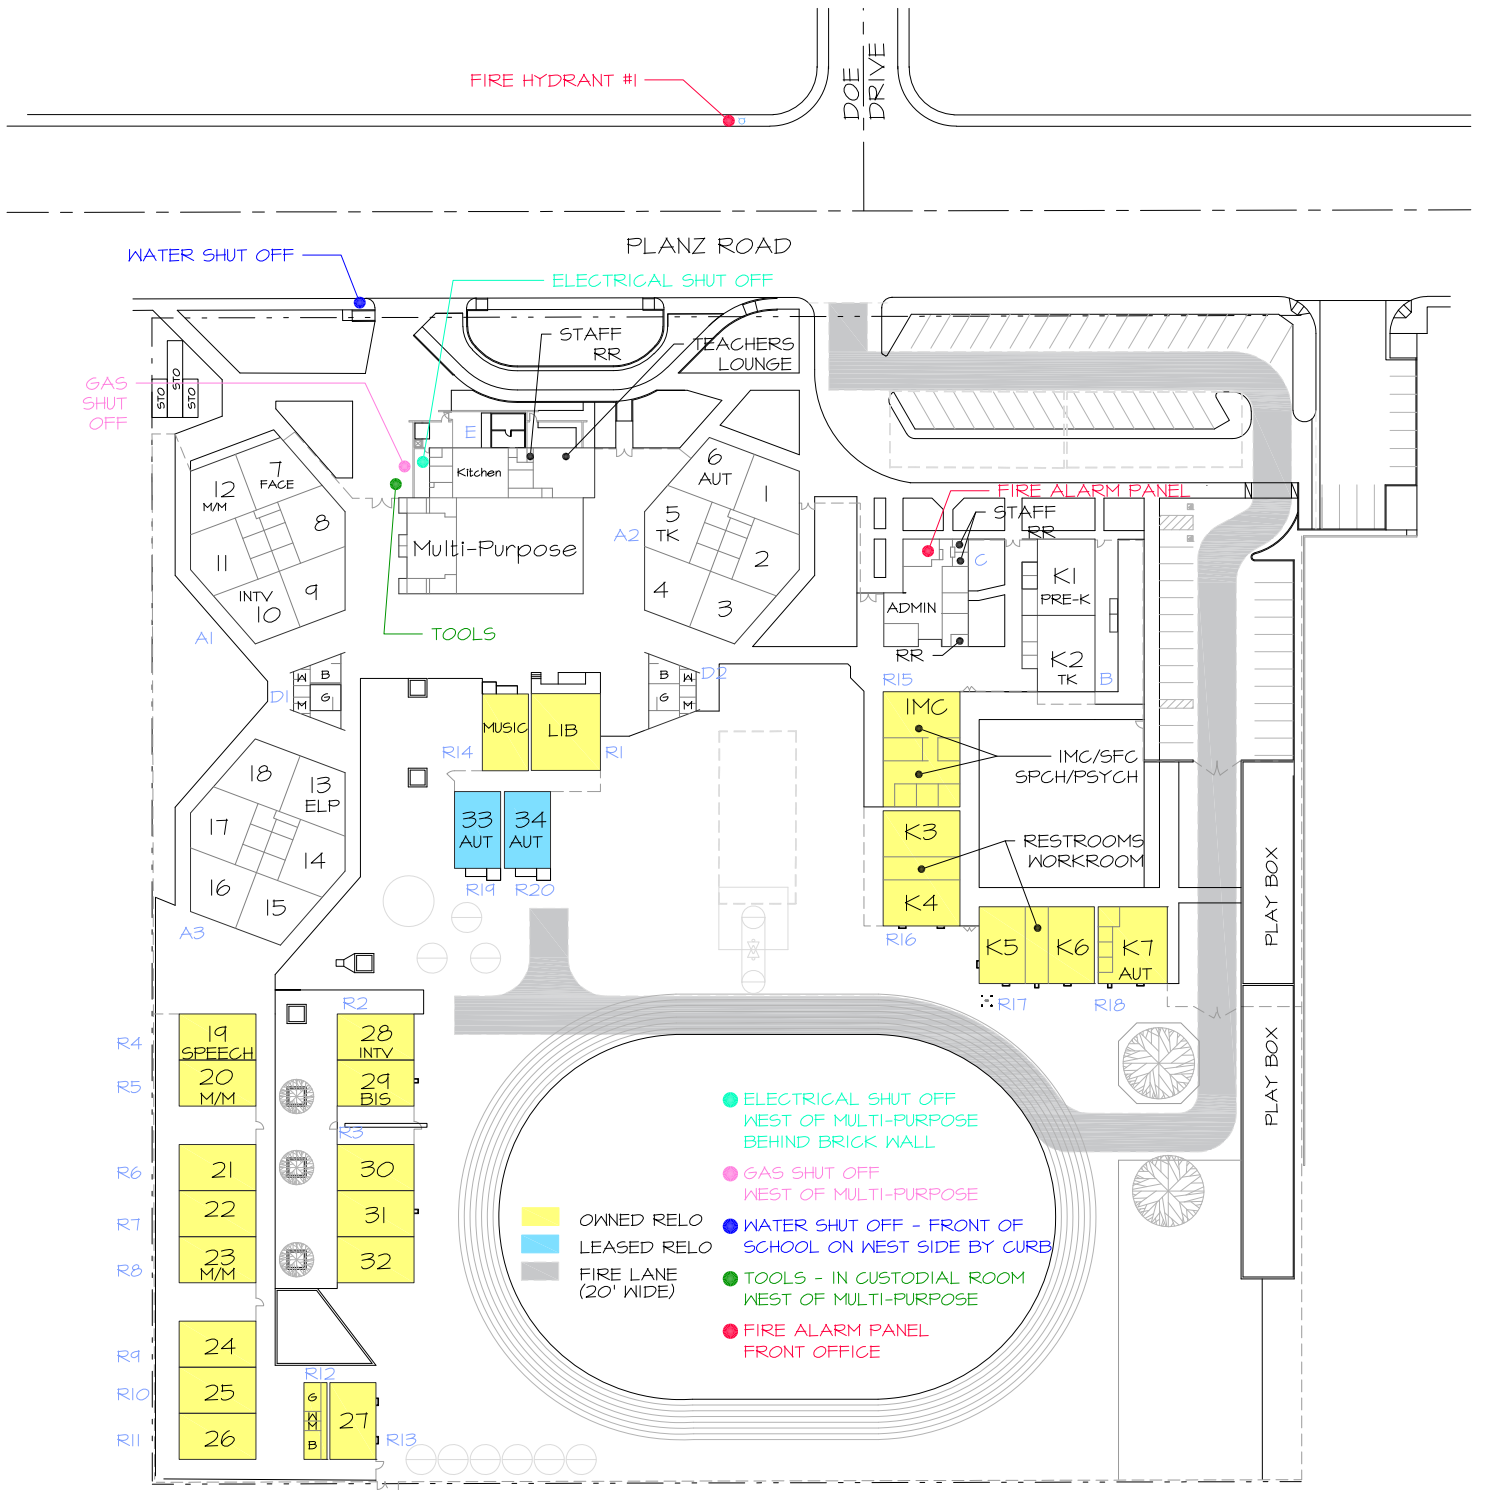 FIRE HYDRANT #1
DOE
DRIVE
PLANZ ROAD
WATER SHUT OFF
ELECTRICAL SHUT OFF
STAFF
RR
TEACHERS
LOUNGE
GAS
SHUT
OFF
STO
STO
STO
E
Kitchen
Multi-Purpose
TOOLS
7
FACE
12
M/M
8
11
9
INTV
10
A1
6
AUT
1
5
TK
2
4
3
A2
FIRE ALARM PANEL
STAFF
RR
C
ADMIN
RR
K1
PRE-K
K2
TK
B
D1
W
B
M
G
D2
B
W
G
M
R15
IMC
IMC/SFC
SPCH/PSYCH
MUSIC
LIB
R14
R1
33
AUT
34
AUT
R19
R20
18
13
ELP
17
14
16
15
A3
K3
RESTROOMS
WORKROOM
K4
R16
K5
K6
K7
AUT
R17
R18
PLAY BOX
PLAY BOX
R2
R4
19
SPEECH
28
INTV
R5
20
M/M
29
BIS
R3
R6
21
30
R7
22
31
R8
23
M/M
32
R9
24
R10
25
R11
26
R12
G
W
M
B
27
R13
OWNED RELO
LEASED RELO
FIRE LANE
(20' WIDE)
ELECTRICAL SHUT OFF
WEST OF MULTI-PURPOSE
BEHIND BRICK WALL
GAS SHUT OFF
WEST OF MULTI-PURPOSE
WATER SHUT OFF - FRONT OF
SCHOOL ON WEST SIDE BY CURB
TOOLS - IN CUSTODIAL ROOM
WEST OF MULTI-PURPOSE
FIRE ALARM PANEL
FRONT OFFICE